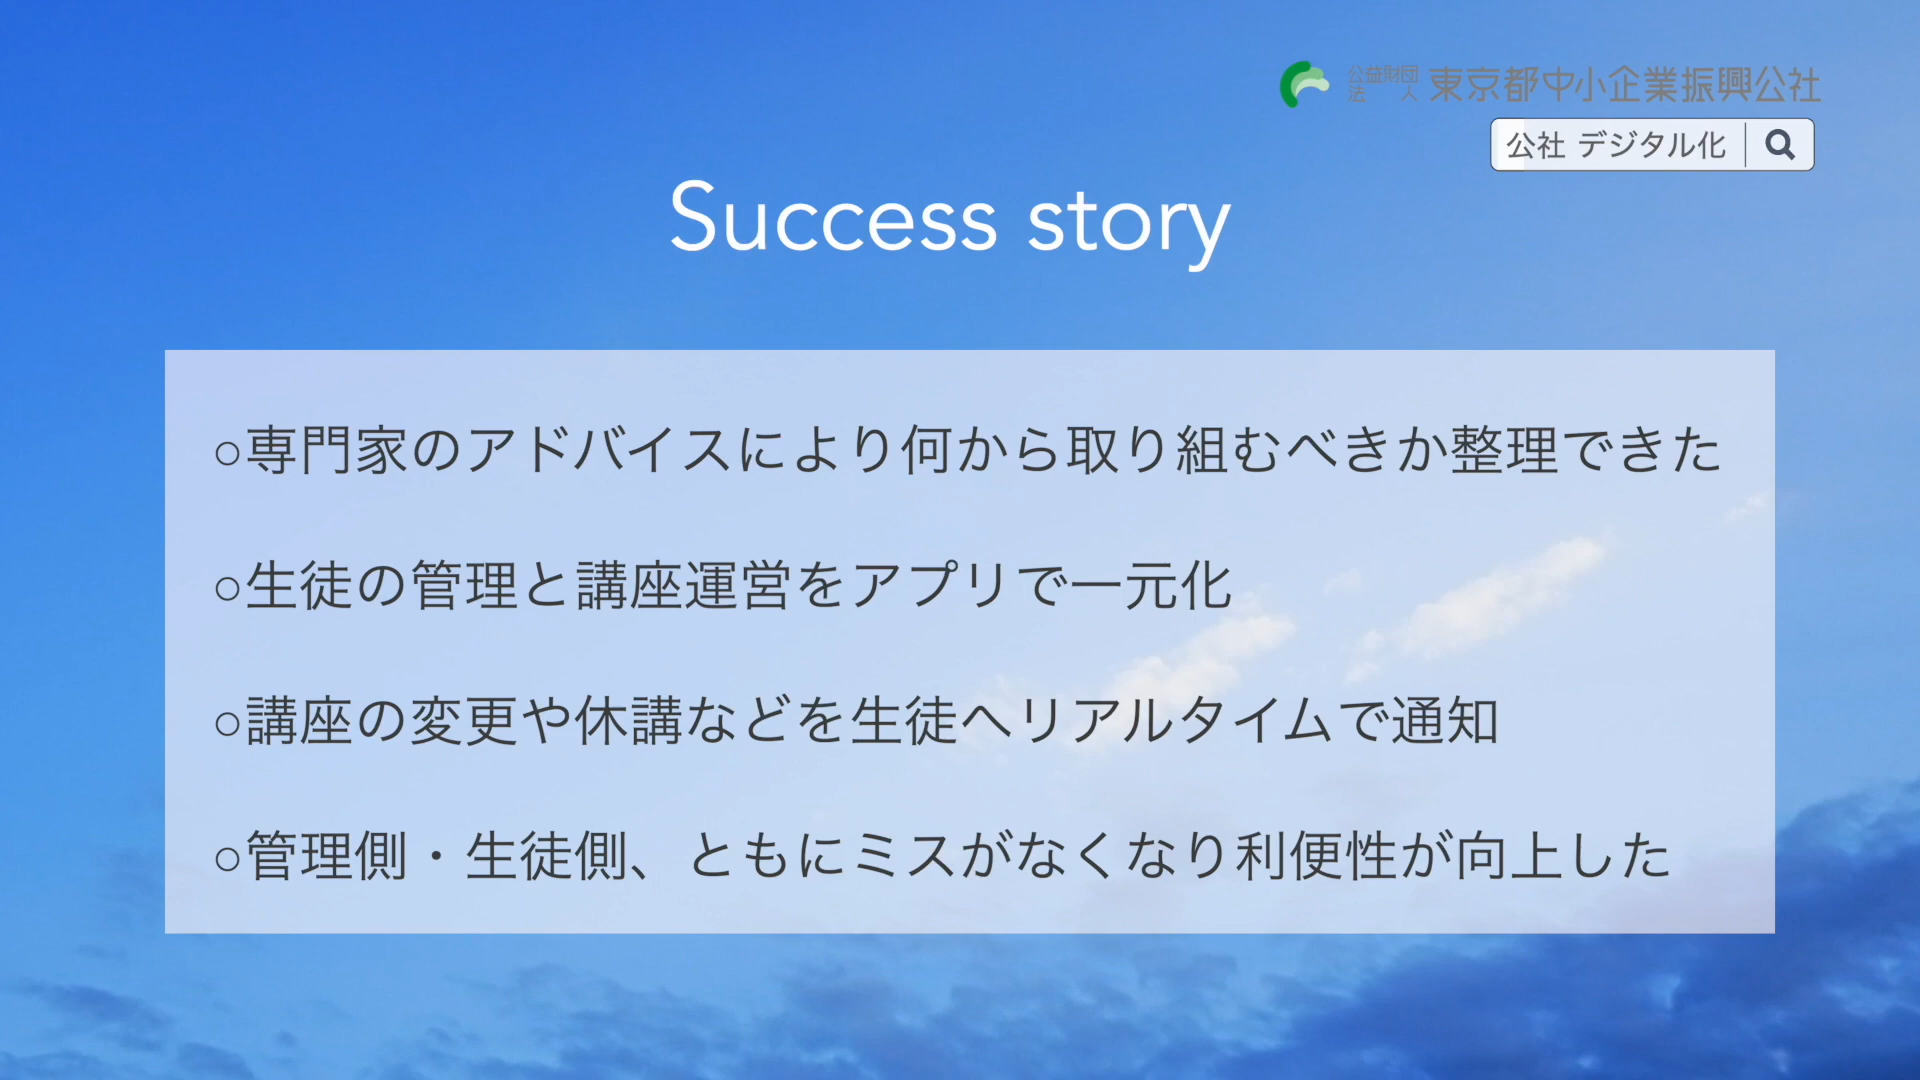 公益財団法人 東京都中小企業振興公社
公社 デジタル化
Success story
○専門家のアドバイスにより何から取り組むべきか整理できた
○生徒の管理と講座運営をアプリで一元化
○講座の変更や休講などを生徒へリアルタイムで通知
○管理側・生徒側、ともにミスがなくなり利便性が向上した